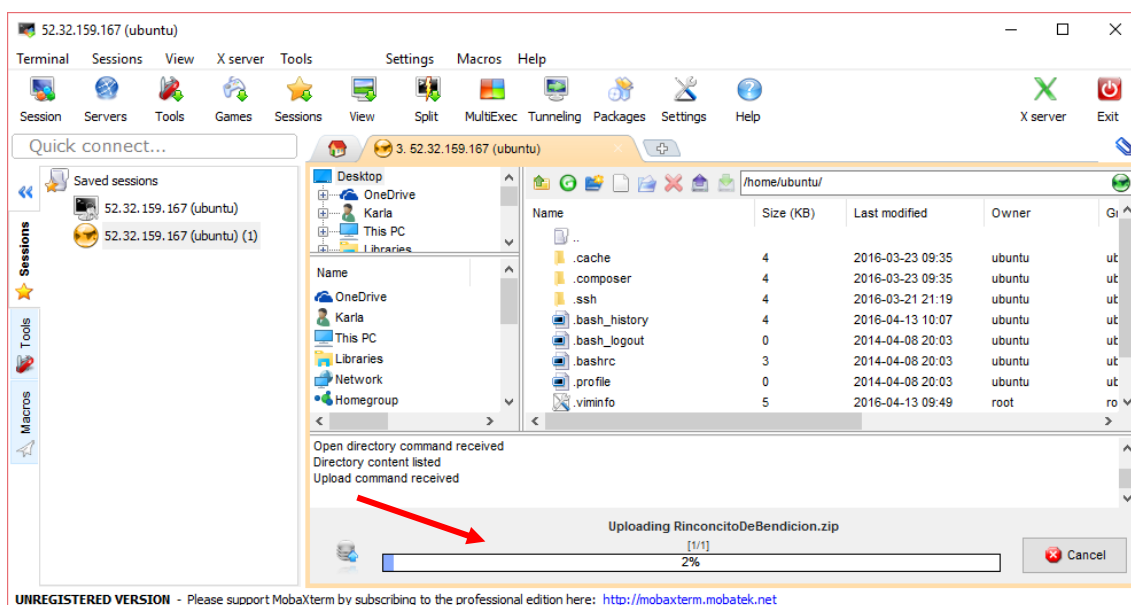 52.32.159.167 (ubuntu)
Terminal Sessions View X server Tools Settings Macros Help
Session Servers Tools Games Sessions View Split MultiExec Tunneling Packages Settings Help X server Exit
Quick connect...
3. 52.32.159.167 (ubuntu)
Saved sessions
52.32.159.167 (ubuntu)
52.32.159.167 (ubuntu) (1)
Sessions
Tools
Macros
Desktop
OneDrive
Karla
This PC
Libraries
Name
OneDrive
Karla
This PC
Libraries
Network
Homegroup
/home/ubuntu/
Name Size (KB) Last modified Owner
..
.cache 4 2016-03-23 09:35 ubuntu ub
.composer 4 2016-03-23 09:35 ubuntu ub
.ssh 4 2016-03-21 21:19 ubuntu ub
.bash_history 4 2016-04-13 10:07 ubuntu ub
.bash_logout 0 2014-04-08 20:03 ubuntu ub
.bashrc 3 2014-04-08 20:03 ubuntu ub
.profile 0 2014-04-08 20:03 ubuntu ub
.viminfo 5 2016-04-13 09:49 root ro
Open directory command received
Directory content listed
Upload command received
Uploading RinconcitoDeBendicion.zip
[1/1]
2%
Cancel
UNREGISTERED VERSION - Please support MobaXterm by subscribing to the professional edition here: http://mobaxterm.mobatek.net